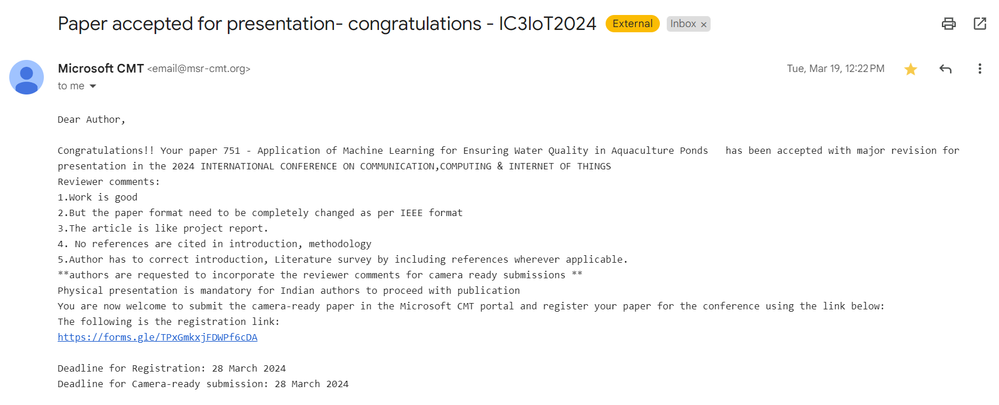 Paper accepted for presentation- congratulations - IC3IoT2024 External Inbox ×
Microsoft CMT <email@msr-cmt.org> Tue, Mar 19, 12:22 PM
to me
Dear Author,
Congratulations!! Your paper 751 - Application of Machine Learning for Ensuring Water Quality in Aquaculture Ponds   has been accepted with major revision for
presentation in the 2024 INTERNATIONAL CONFERENCE ON COMMUNICATION,COMPUTING & INTERNET OF THINGS
Reviewer comments:
1.Work is good
2.But the paper format need to be completely changed as per IEEE format
3.The article is like project report.
4. No references are cited in introduction, methodology
5.Author has to correct introduction, Literature survey by including references wherever applicable.
**authors are requested to incorporate the reviewer comments for camera ready submissions **
Physical presentation is mandatory for Indian authors to proceed with publication
You are now welcome to submit the camera-ready paper in the Microsoft CMT portal and register your paper for the conference using the link below:
The following is the registration link:
https://forms.gle/TPxGmkxjFDWPf6cDA
Deadline for Registration: 28 March 2024
Deadline for Camera-ready submission: 28 March 2024